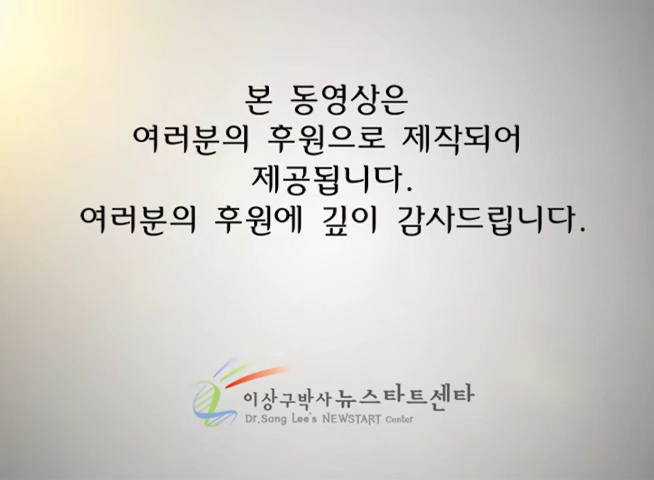 본 동영상은
여러분의 후원으로 제작되어
제공됩니다.
여러분의 후원에 깊이 감사드립니다.
이상구박사뉴스타트센타
Dr.Sang Lee's NEWSTART Center